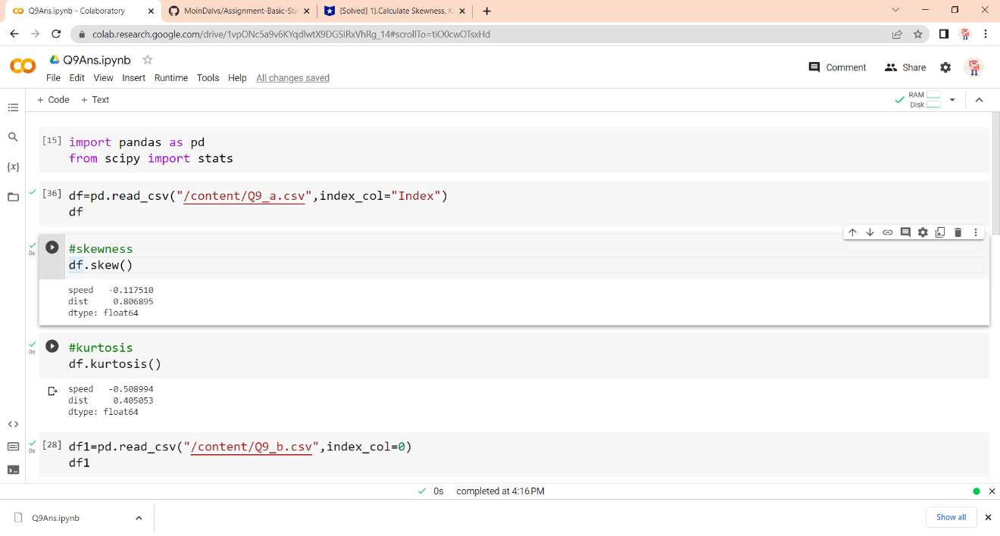 Q9Ans.ipynb - Colaboratory
MoinDalvs/Assignment-Basic-Sta
[Solved] 1).Calculate Skewness, K
colab.research.google.com/drive/1vpONc5a9v6KYqdlwtX9DGSIRxVhRg_14#scrollTo=tiO0cwOTsxHd
CO
Q9Ans.ipynb
File Edit View Insert Runtime Tools Help All changes saved
Comment Share
+ Code + Text
RAM
Disk
[15] import pandas as pd
from scipy import stats
{x}
[36] df=pd.read_csv("/content/Q9_a.csv",index_col="Index")
df
0s
#skewness
df.skew()
speed -0.117510
dist 0.806895
dtype: float64
0s
#kurtosis
df.kurtosis()
speed -0.508994
dist 0.405053
dtype: float64
0s
[28] df1=pd.read_csv("/content/Q9_b.csv",index_col=0)
df1
0s completed at 4:16 PM
Q9Ans.ipynb
Show all